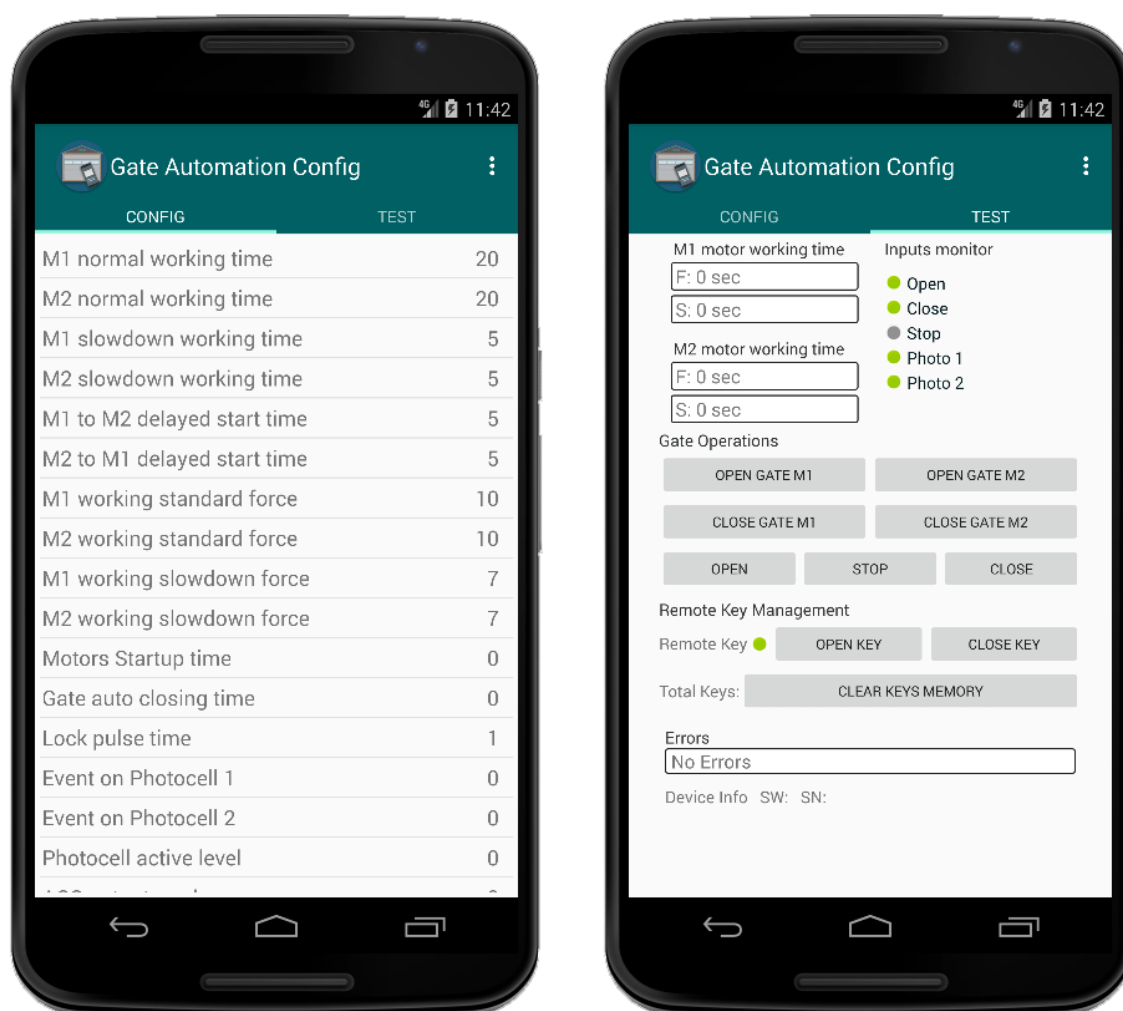 4G 11:42
Gate Automation Config
CONFIG TEST
M1 normal working time 20
M2 normal working time 20
M1 slowdown working time 5
M2 slowdown working time 5
M1 to M2 delayed start time 5
M2 to M1 delayed start time 5
M1 working standard force 10
M2 working standard force 10
M1 working slowdown force 7
M2 working slowdown force 7
Motors Startup time 0
Gate auto closing time 0
Lock pulse time 1
Event on Photocell 1 0
Event on Photocell 2 0
Photocell active level 0
4G 11:42
Gate Automation Config
CONFIG TEST
M1 motor working time
F: 0 sec
S: 0 sec
M2 motor working time
F: 0 sec
S: 0 sec
Inputs monitor
Open
Close
Stop
Photo 1
Photo 2
Gate Operations
OPEN GATE M1 OPEN GATE M2
CLOSE GATE M1 CLOSE GATE M2
OPEN STOP CLOSE
Remote Key Management
Remote Key OPEN KEY CLOSE KEY
Total Keys: CLEAR KEYS MEMORY
Errors
No Errors
Device Info SW: SN: